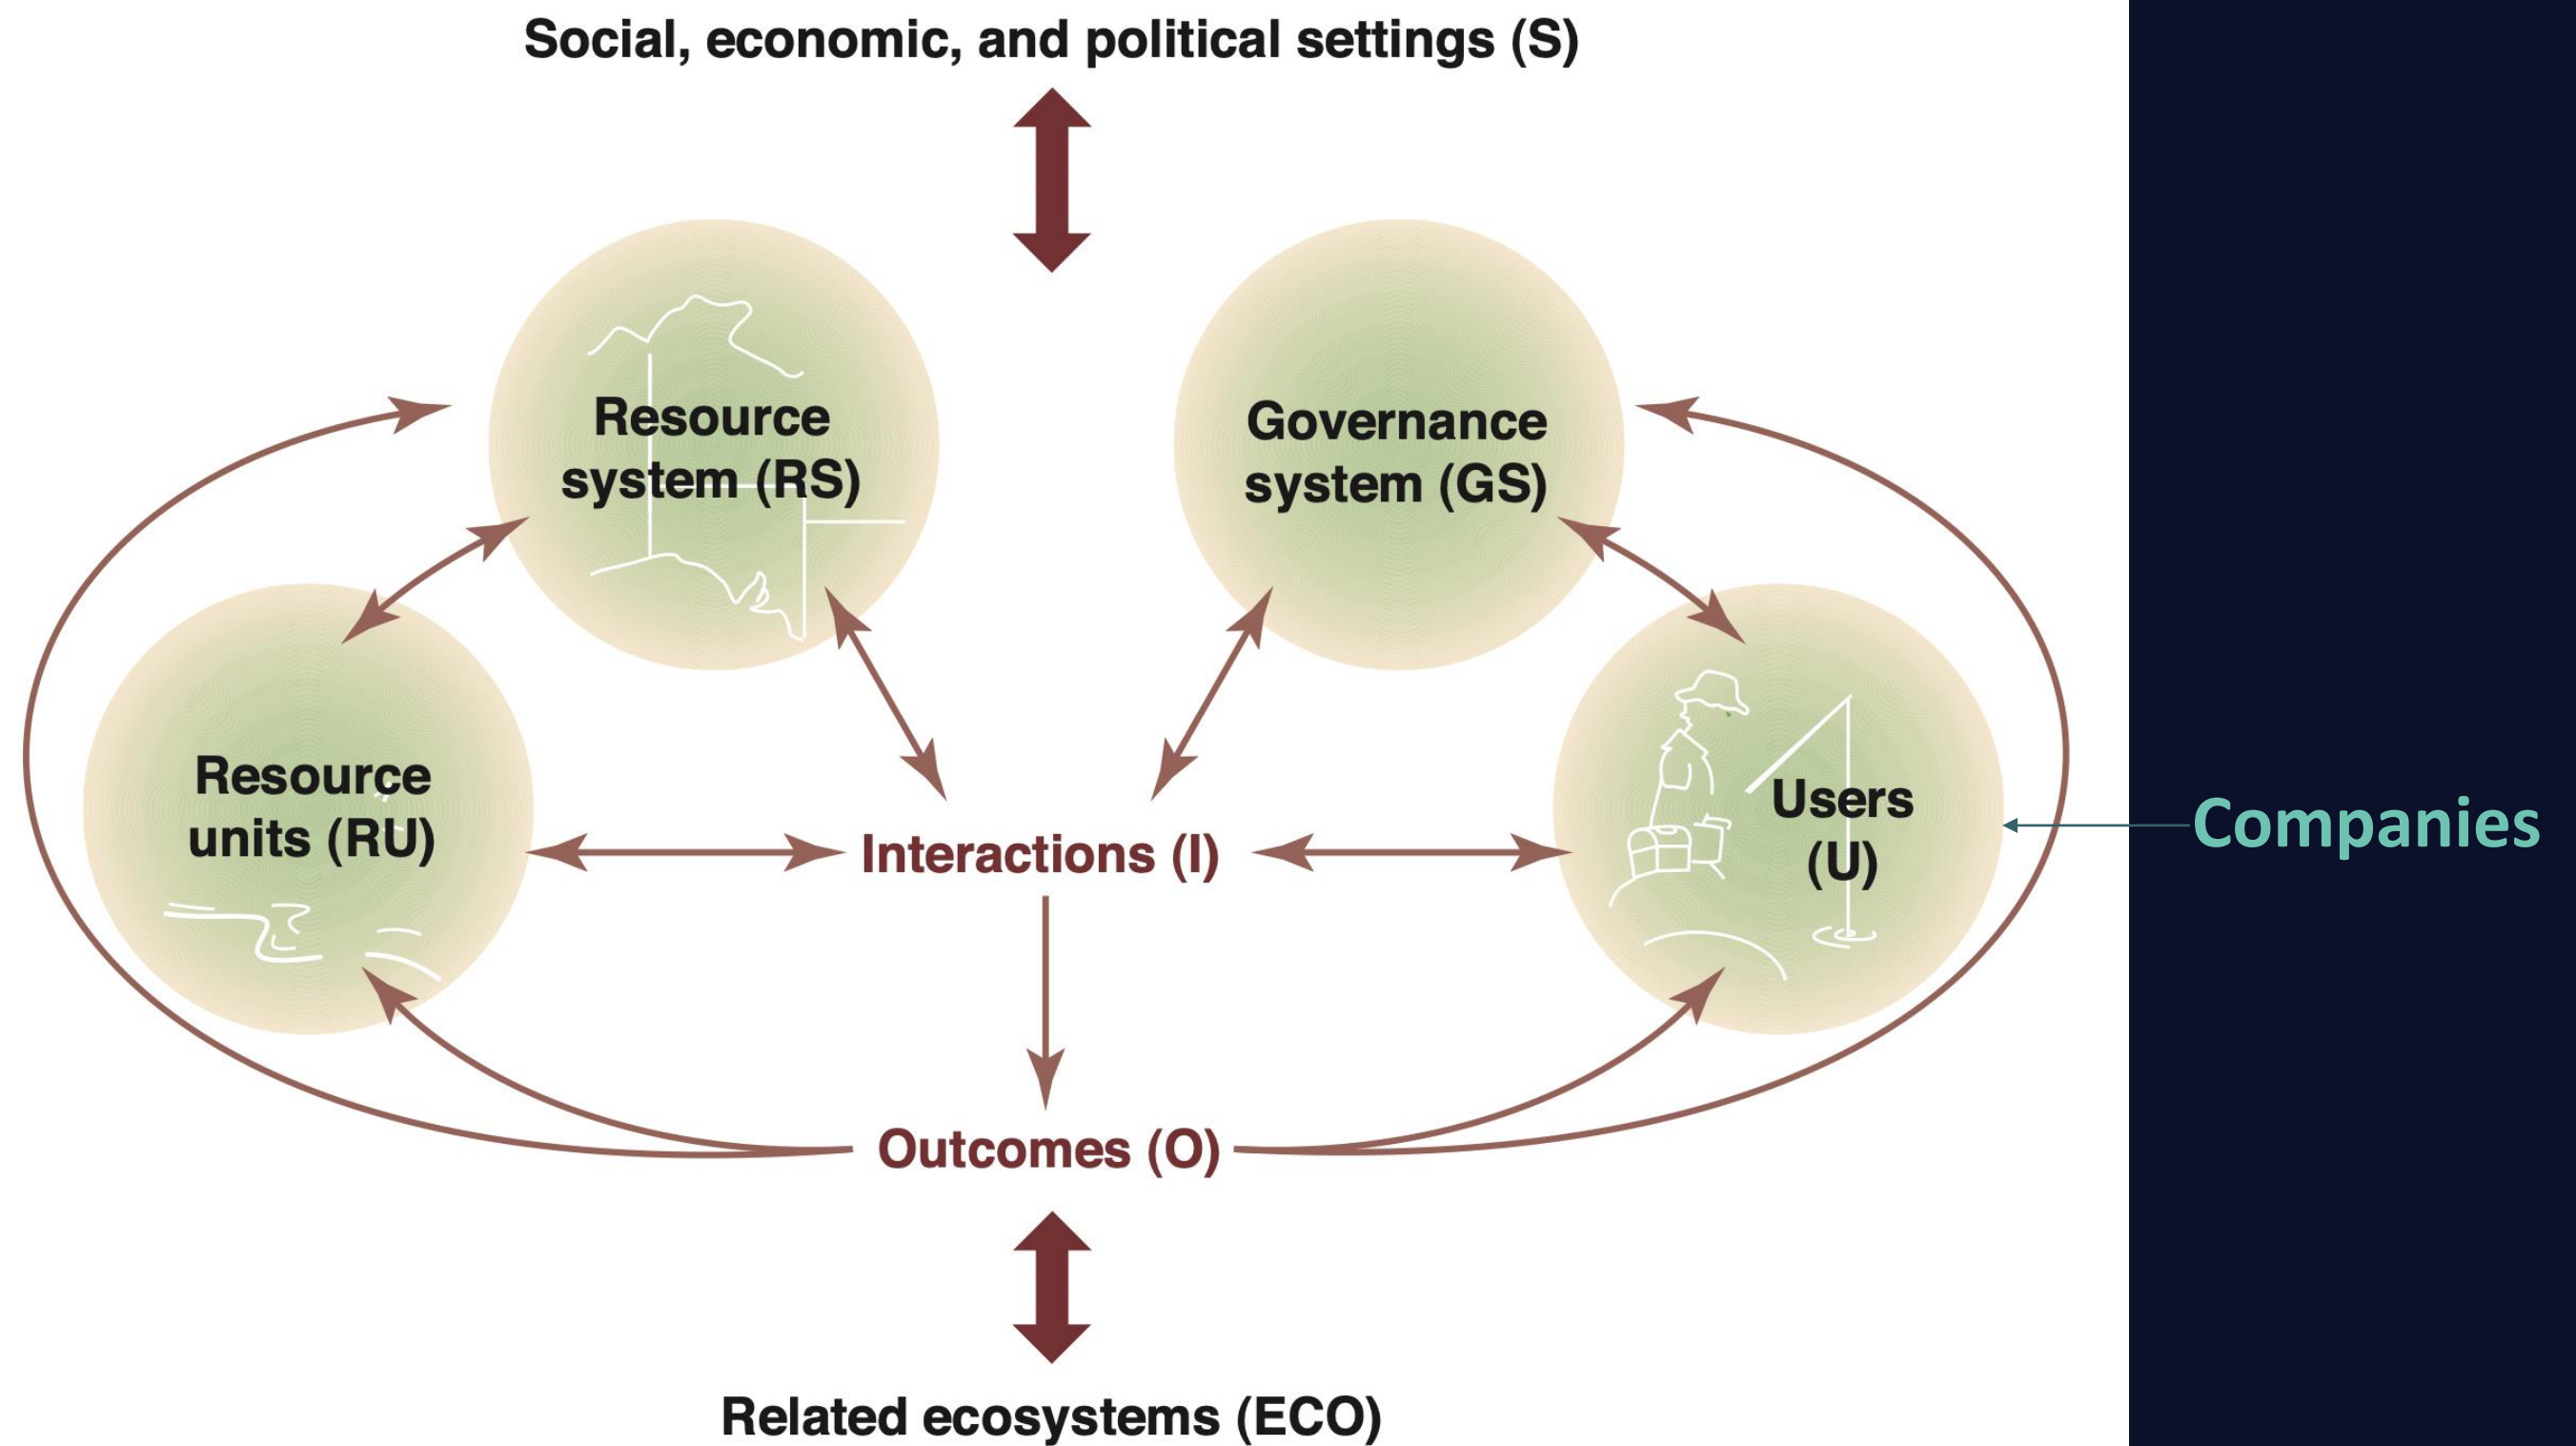 Social, economic, and political settings (S)
Resource
system (RS)
Governance
system (GS)
Resource
units (RU)
Users
(U)
Companies
Interactions (I)
Outcomes (O)
Related ecosystems (ECO)